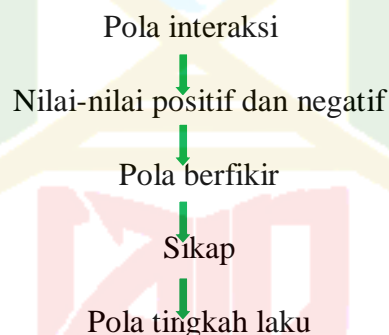 Pola interaksi
Nilai-nilai positif dan negatif
Pola berfikir
Sikap
Pola tingkah laku